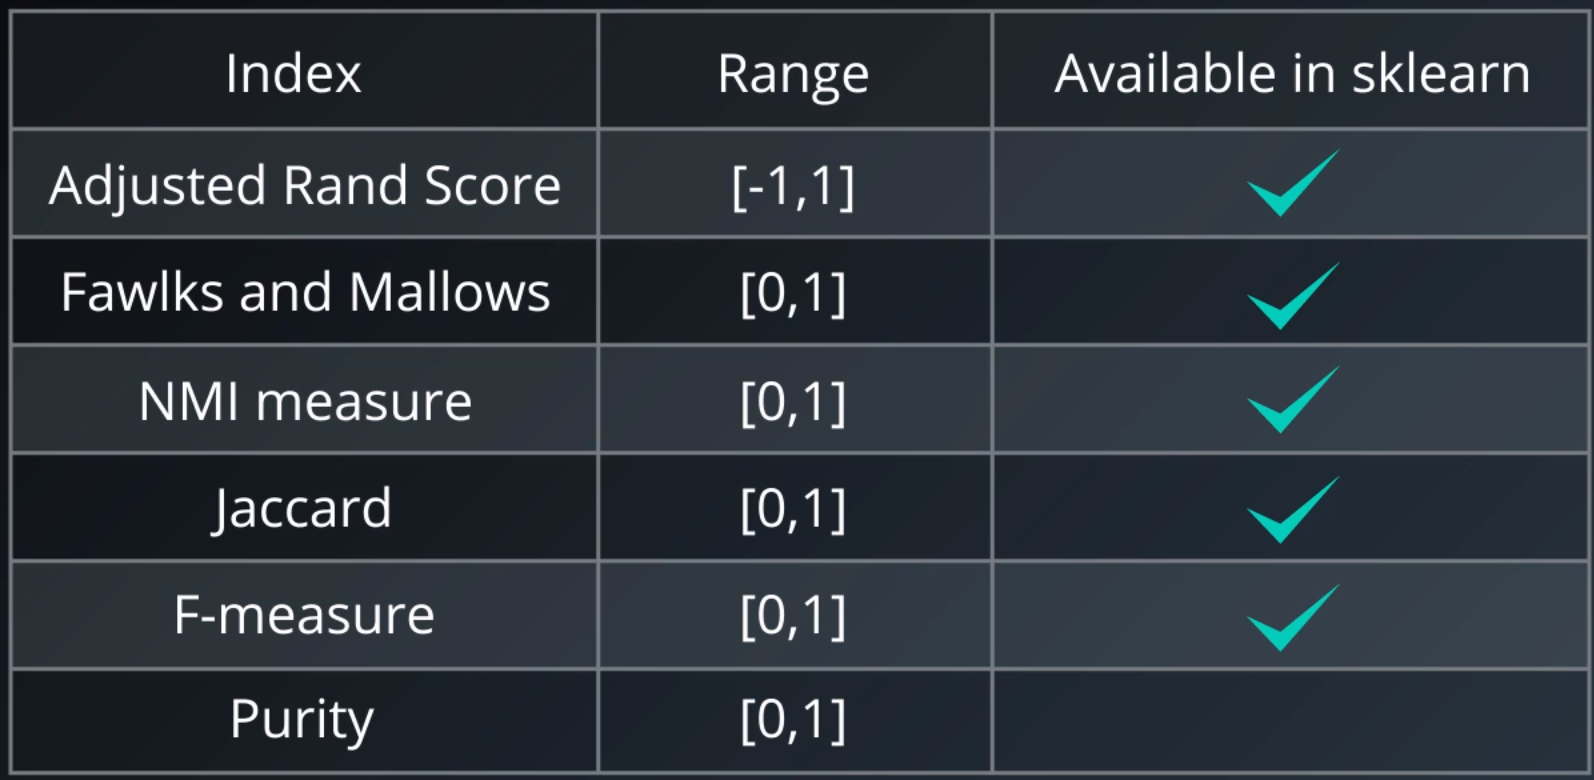 Index Range Available in sklearn
Adjusted Rand Score [-1,1] ✓
Fawlks and Mallows [0,1] ✓
NMI measure [0,1] ✓
Jaccard [0,1] ✓
F-measure [0,1] ✓
Purity [0,1]